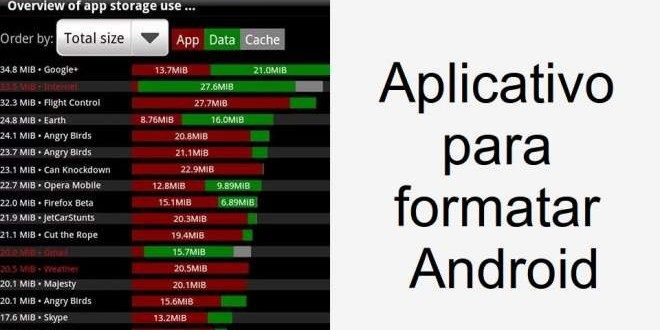 Overview of app storage use ...
Order by: Total size App Data Cache
34.8 MiB • Google+ 13.7MiB 21.0MiB
33.5 MiB • Internet 27.6MiB
32.3 MiB • Flight Control 27.7MiB
24.8 MiB • Earth 8.76MiB 16.0MiB
24.1 MiB • Angry Birds 20.8MiB
23.7 MiB • Angry Birds 21.1MiB
23.1 MiB • Can Knockdown 22.9MiB
22.7 MiB • Opera Mobile 12.8MiB 9.89MiB
22.0 MiB • Firefox Beta 15.1MiB 6.89MiB
21.9 MiB • JetCarStunts 20.3MiB
21.1 MiB • Cut the Rope 19.4MiB
MiB • Gmail 15.7MiB
20.5 MiB • Weather 20.5MiB
20.1 MiB • Majesty 20.1MiB
20.1 MiB • Angry Birds 15.6MiB
17.6 MiB • Skype 13.2MiB
Aplicativo
para
formatar
Android